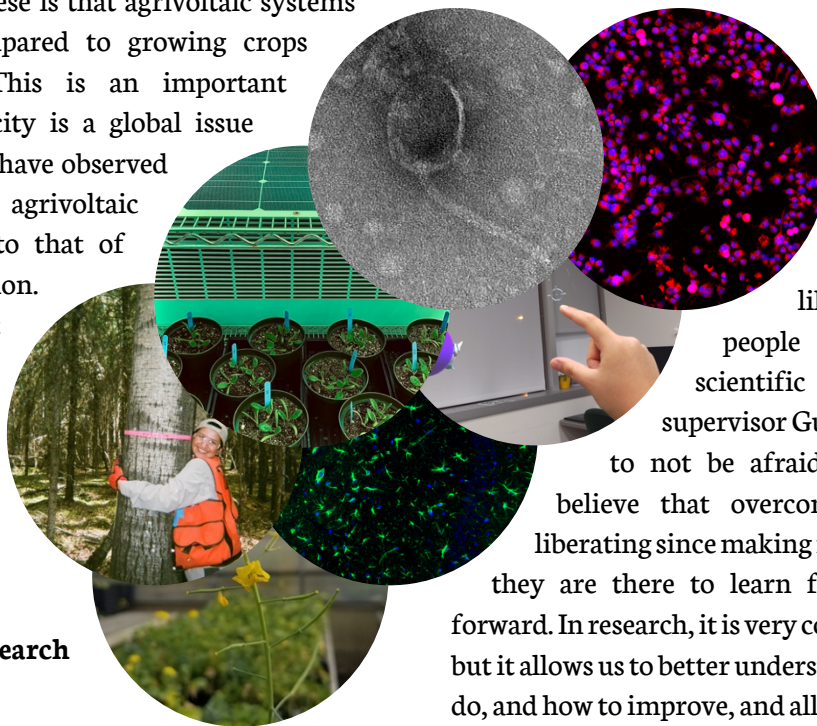 ese is that agrivoltaic systems
pared to growing crops
This is an important
city is a global issue
have observed
agrivoltaic
to that of
on.
li
people
scientific
supervisor Gu
to not be afraid
believe that overcor
liberating since making
they are there to learn f
forward. In research, it is very co
but it allows us to better unders
do, and how to improve, and all
earch